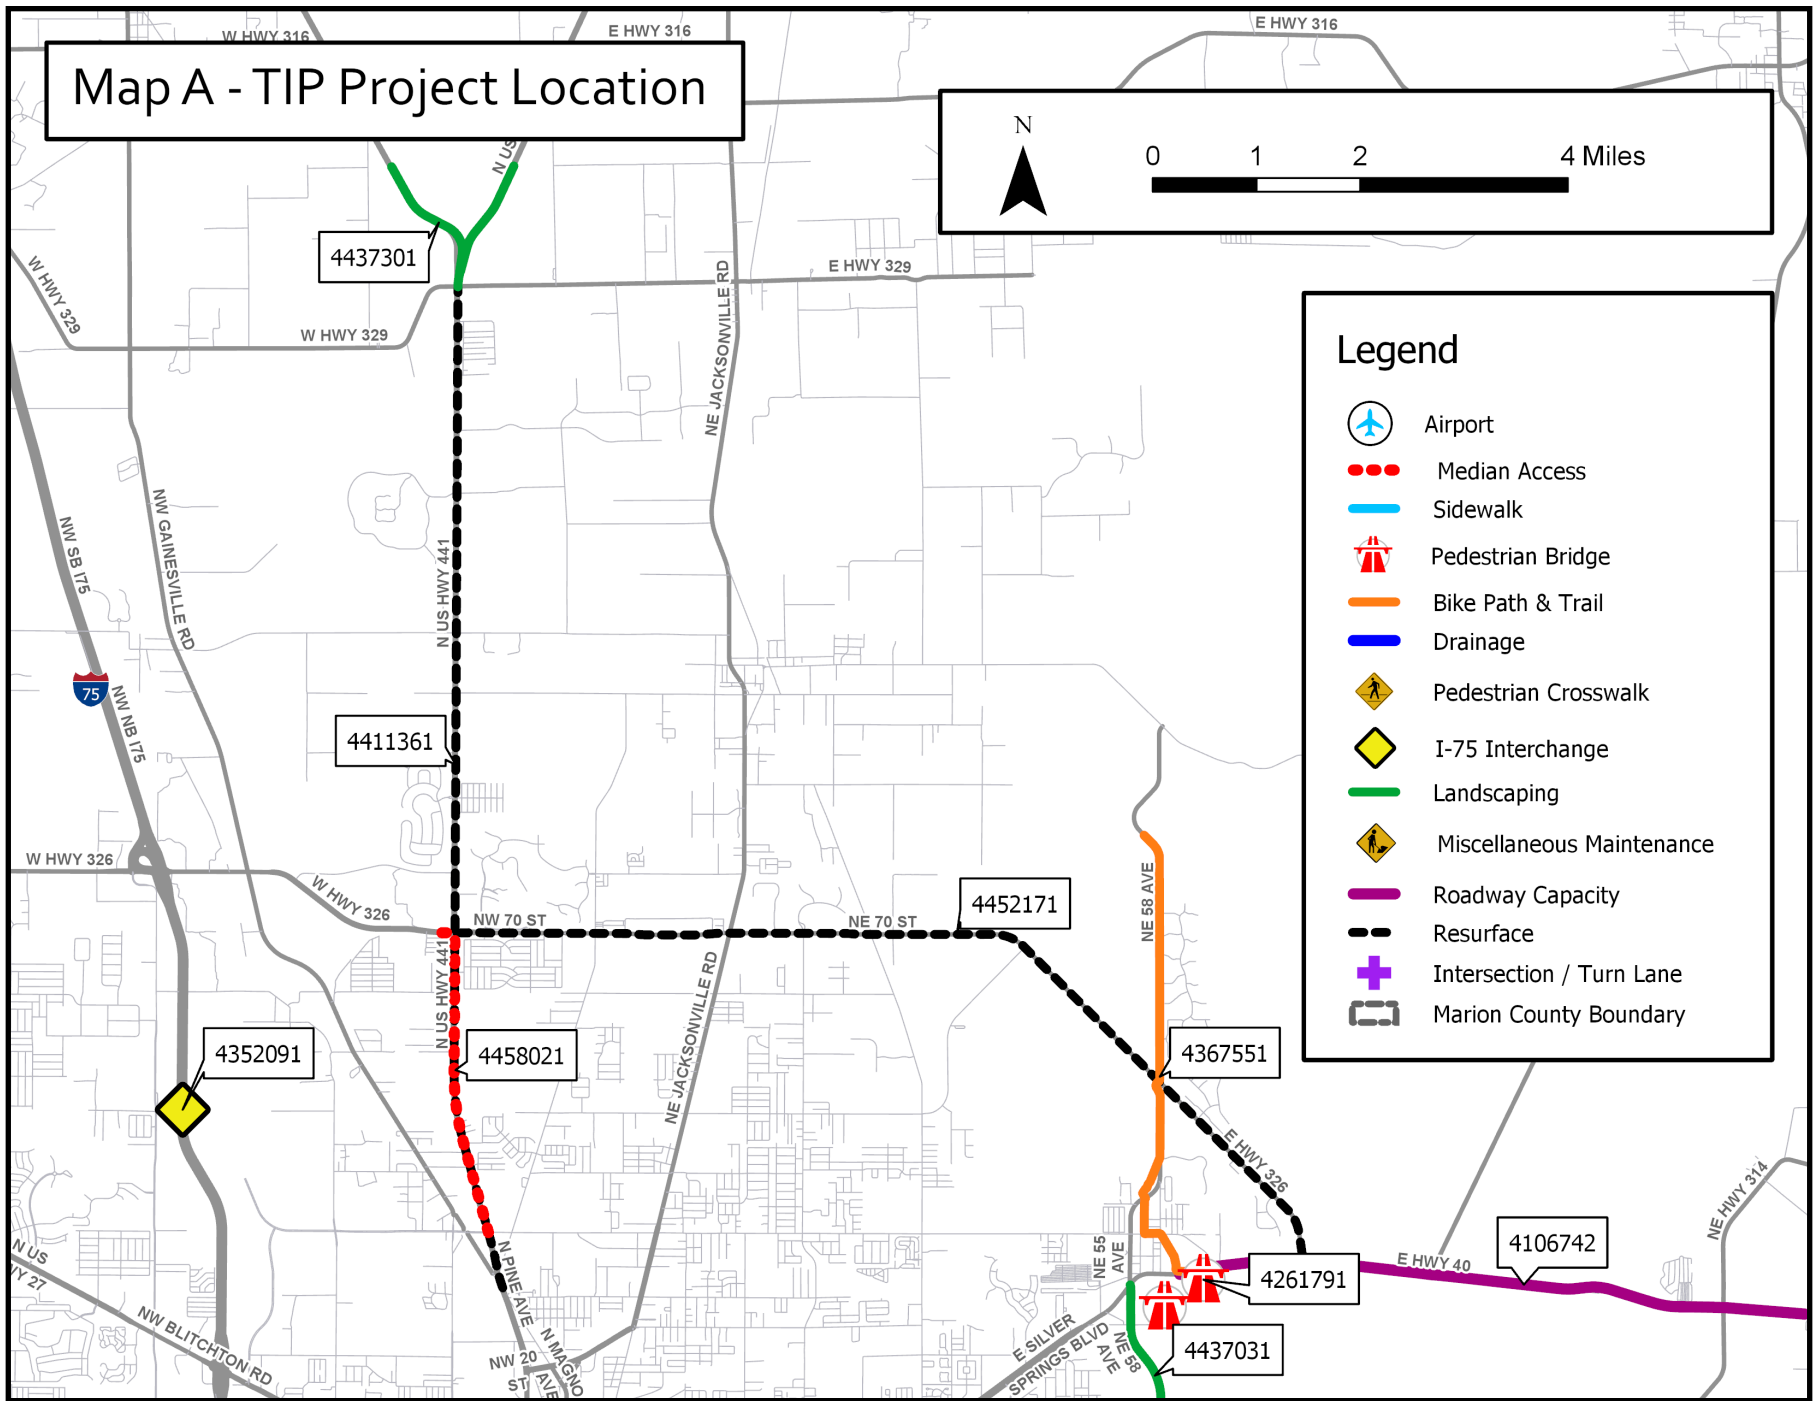 W HWY 316
E HWY 316
E HWY 316
Map A - TIP Project Location
N
0 1 2 4 Miles
N US
4437301
W HWY 329
E HWY 329
W HWY 329
NE JACKSONVILLE RD
Legend
Airport
Median Access
Sidewalk
Pedestrian Bridge
Bike Path & Trail
Drainage
Pedestrian Crosswalk
I-75 Interchange
Landscaping
Miscellaneous Maintenance
Roadway Capacity
Resurface
Intersection / Turn Lane
Marion County Boundary
NW SB I75
NW GAINESVILLE RD
N US HWY 441
75
NW NB I75
4411361
W HWY 326
W HWY 326
NW 70 ST
NE 70 ST
4452171
NE 58 AVE
N US HWY 441
NE JACKSONVILLE RD
4352091
4458021
4367551
E HWY 326
NE HWY 314
N US
WY 27
N PINE AVE
NE 55
AVE
4261791
E HWY 40
4106742
NW BLITCHTON RD
NW 20
ST
N MAGNO
AVE
E SILVER
SPRINGS BLVD
NE 58
AVE
4437031